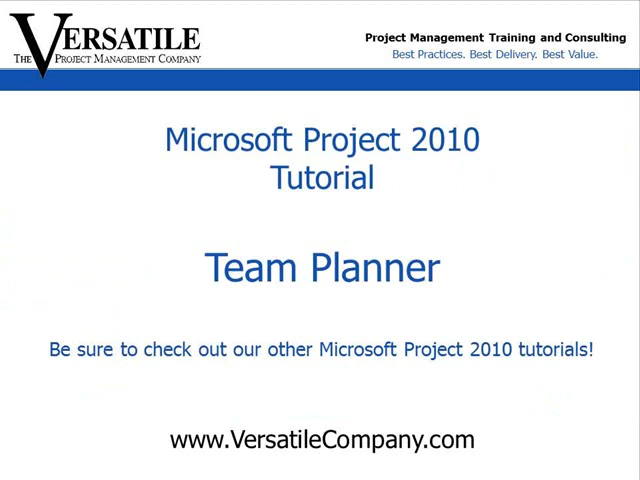 VERSATILE
THE PROJECT MANAGEMENT COMPANY
Project Management Training and Consulting
Best Practices. Best Delivery. Best Value.
Microsoft Project 2010
Tutorial
Team Planner
Be sure to check out our other Microsoft Project 2010 tutorials!
www.VersatileCompany.com